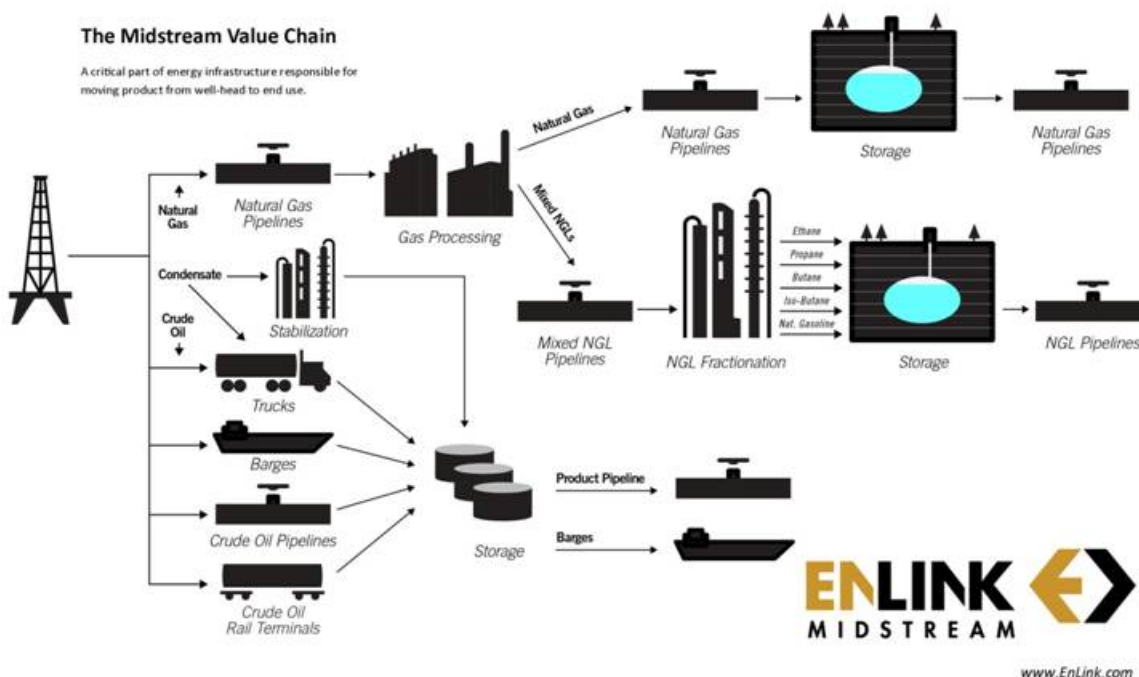 The Midstream Value Chain
A critical part of energy infrastructure responsible for
moving product from well-head to end use.
Natural Gas
Natural Gas
Pipelines
Storage
Natural Gas
Pipelines
Natural
Gas
Natural Gas
Pipelines
Gas Processing
Mixed NGLs
Condensate
Stabilization
Crude
Oil
Ethane
Propane
Butane
Iso-Butane
Nat. Gasoline
Mixed NGL
Pipelines
NGL Fractionation
Storage
NGL Pipelines
Trucks
Barges
Crude Oil Pipelines
Crude Oil
Rail Terminals
Storage
Product Pipeline
Barges
ENLINK
MIDSTREAM
www.EnLink.com